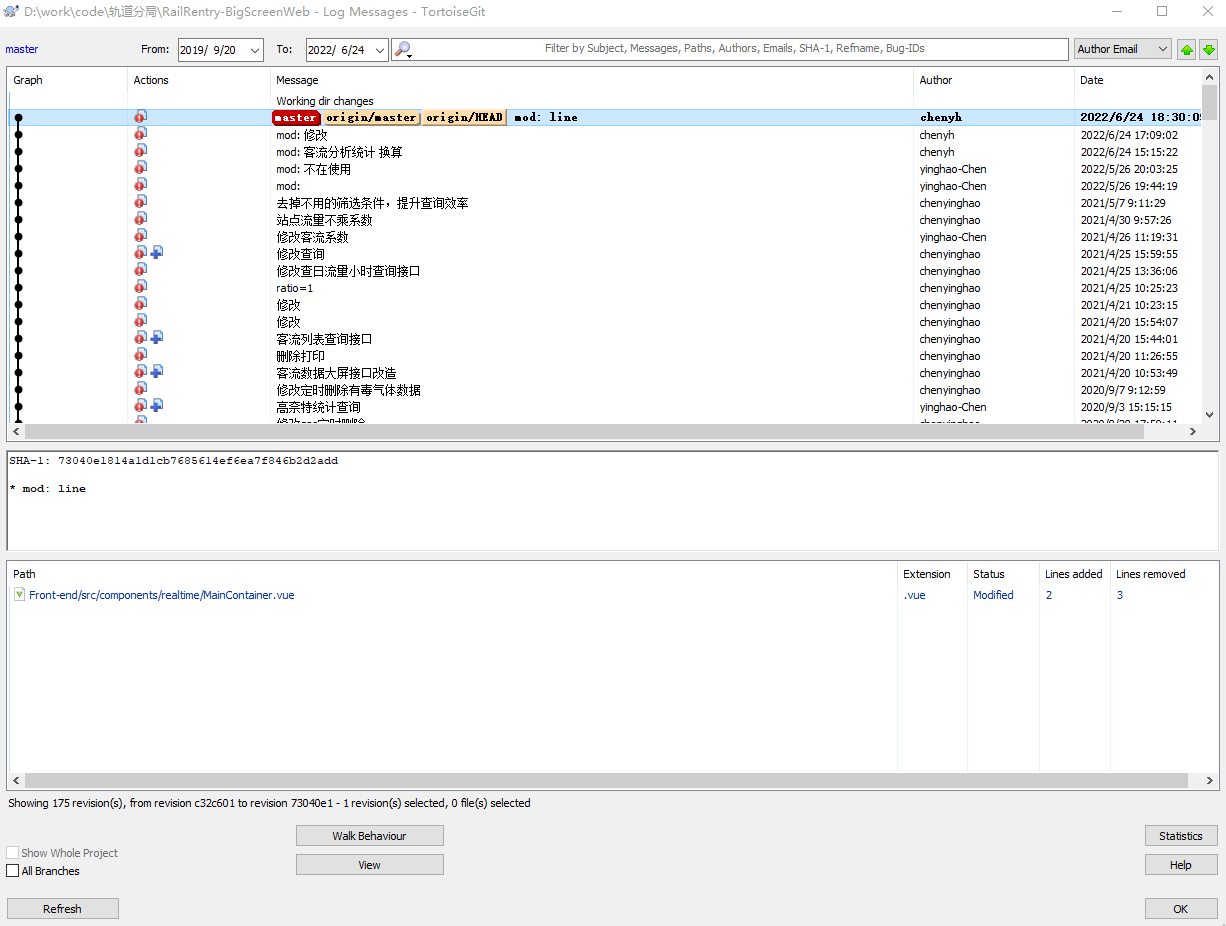 D:\work\code\轨道分局\RailRentry-BigScreenWeb - Log Messages - TortoiseGit
master From: 2019/ 9/20 To: 2022/ 6/24 Filter by Subject, Messages, Paths, Authors, Emails, SHA-1, Refname, Bug-IDs Author Email
Graph Actions Message Author Date
Working dir changes
master origin/master origin/HEAD mod: line chenyh 2022/6/24 18:30:0
mod: 修改 chenyh 2022/6/24 17:09:02
mod: 客流分析统计 换算 chenyh 2022/6/24 15:15:22
mod: 不在使用 yinghao-Chen 2022/5/26 20:03:25
mod: yinghao-Chen 2022/5/26 19:44:19
去掉不用的筛选条件，提升查询效率 chenyinghao 2021/5/7 9:11:29
站点流量不乘系数 chenyinghao 2021/4/30 9:57:26
修改客流系数 yinghao-Chen 2021/4/26 11:19:31
修改查询 chenyinghao 2021/4/25 15:59:55
修改查日流量小时查询接口 chenyinghao 2021/4/25 13:36:06
ratio=1 chenyinghao 2021/4/25 10:25:23
修改 chenyinghao 2021/4/21 10:23:15
修改 chenyinghao 2021/4/20 15:54:07
客流列表查询接口 chenyinghao 2021/4/20 15:44:01
删除打印 chenyinghao 2021/4/20 11:26:55
客流数据大屏接口改造 chenyinghao 2021/4/20 10:53:49
修改定时删除有毒气体数据 chenyinghao 2020/9/7 9:12:59
高奈特统计查询 yinghao-Chen 2020/9/3 15:15:15
SHA-1: 73040e1814a1d1cb7685614ef6ea7f846b2d2add
* mod: line
Path Extension Status Lines added Lines removed
Front-end/src/components/realtime/MainContainer.vue .vue Modified 2 3
Showing 175 revision(s), from revision c32c601 to revision 73040e1 - 1 revision(s) selected, 0 file(s) selected
Walk Behaviour Statistics
Show Whole Project
View Help
All Branches
Refresh OK